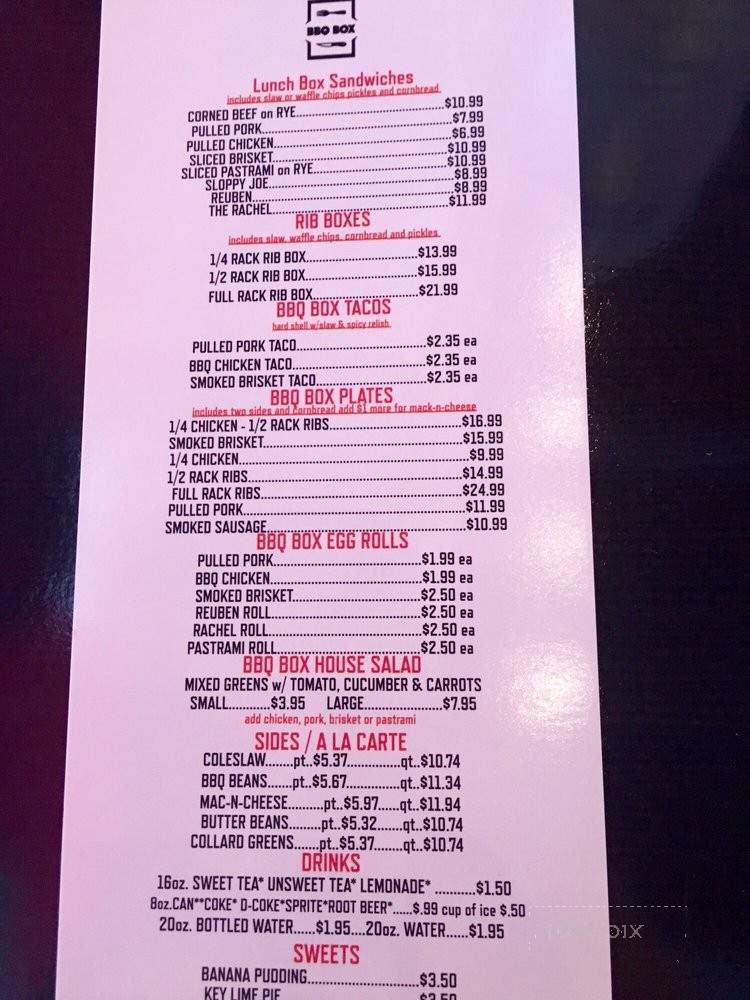 BBQ BOX
Lunch Box Sandwiches
includes slaw or waffle chips pickles and cornbread
CORNED BEEF on RYE...$10.99
PULLED PORK...$7.99
PULLED CHICKEN...$6.99
SLICED BRISKET...$10.99
SLICED PASTRAMI on RYE...$10.99
SLOPPY JOE...$8.99
REUBEN...$8.99
THE RACHEL...$11.99
RIB BOXES
includes slaw, waffle chips, cornbread and pickles
1/4 RACK RIB BOX...$13.99
1/2 RACK RIB BOX...$15.99
FULL RACK RIB BOX...$21.99
BBQ BOX TACOS
hard shell w/slaw & spicy relish
PULLED PORK TACO...$2.35 ea
BBQ CHICKEN TACO...$2.35 ea
SMOKED BRISKET TACO...$2.35 ea
BBQ BOX PLATES
includes two sides and cornbread add $1 more for mack-n-cheese
1/4 CHICKEN - 1/2 RACK RIBS...$16.99
SMOKED BRISKET...$15.99
1/4 CHICKEN...$9.99
1/2 RACK RIBS...$14.99
FULL RACK RIBS...$24.99
PULLED PORK...$11.99
SMOKED SAUSAGE...$10.99
BBQ BOX EGG ROLLS
PULLED PORK...$1.99 ea
BBQ CHICKEN...$1.99 ea
SMOKED BRISKET...$2.50 ea
REUBEN ROLL...$2.50 ea
RACHEL ROLL...$2.50 ea
PASTRAMI ROLL...$2.50 ea
BBQ BOX HOUSE SALAD
MIXED GREENS w/ TOMATO, CUCUMBER & CARROTS
SMALL...$3.95 LARGE...$7.95
add chicken, pork, brisket or pastrami
SIDES / A LA CARTE
COLESLAW...pt..$5.37...qt..$10.74
BBQ BEANS...pt..$5.67...qt..$11.34
MAC-N-CHEESE...pt..$5.97...qt..$11.94
BUTTER BEANS...pt..$5.32...qt..$10.74
COLLARD GREENS...pt..$5.37...qt..$10.74
DRINKS
16oz. SWEET TEA* UNSWEET TEA* LEMONADE* ...$1.50
8oz.CAN**COKE* D-COKE*SPRITE*ROOT BEER*...$.99 cup of ice $.50
20oz. BOTTLED WATER...$1.95....20oz. WATER...$1.95
SWEETS
BANANA PUDDING...$3.50
KEY LIME PIE $3.50